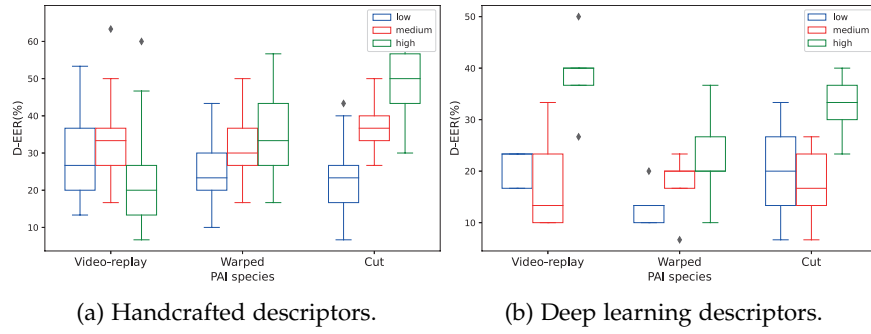 60
50
40
30
20
10
D-EER(%)
low
medium
high
Video-replay
Warped
Cut
PAI species
(a) Handcrafted descriptors.
50
40
30
20
10
D-EER(%)
low
medium
high
Video-replay
Warped
Cut
PAI species
(b) Deep learning descriptors.